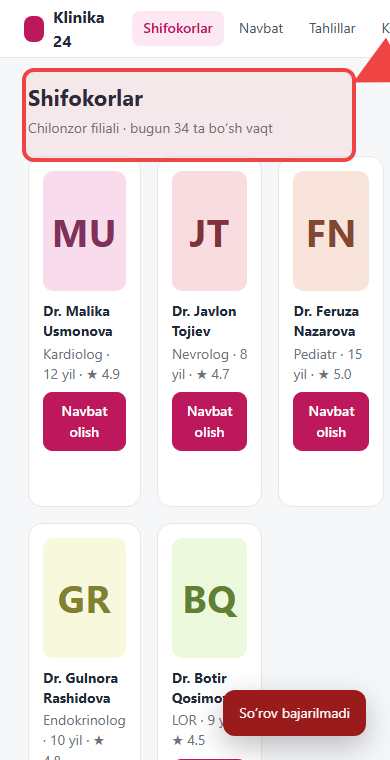 Klinika
24
Shifokorlar
Navbat
Tahlillar
Shifokorlar
Chilonzor filiali · bugun 34 ta bo‘sh vaqt
MU
JT
FN
Dr. Malika
Usmonova
Kardiolog ·
12 yil · ★ 4.9
Navbat
olish
Dr. Javlon
Tojiev
Nevrolog · 8
yil · ★ 4.7
Navbat
olish
Dr. Feruza
Nazarova
Pediatr · 15
yil · ★ 5.0
Navbat
olish
GR
BQ
Dr. Gulnora
Rashidova
Endokrinolog
· 10 yil · ★
4.8
Dr. Botir
LOR · 9
★ 4.5
So‘rov bajarilmadi